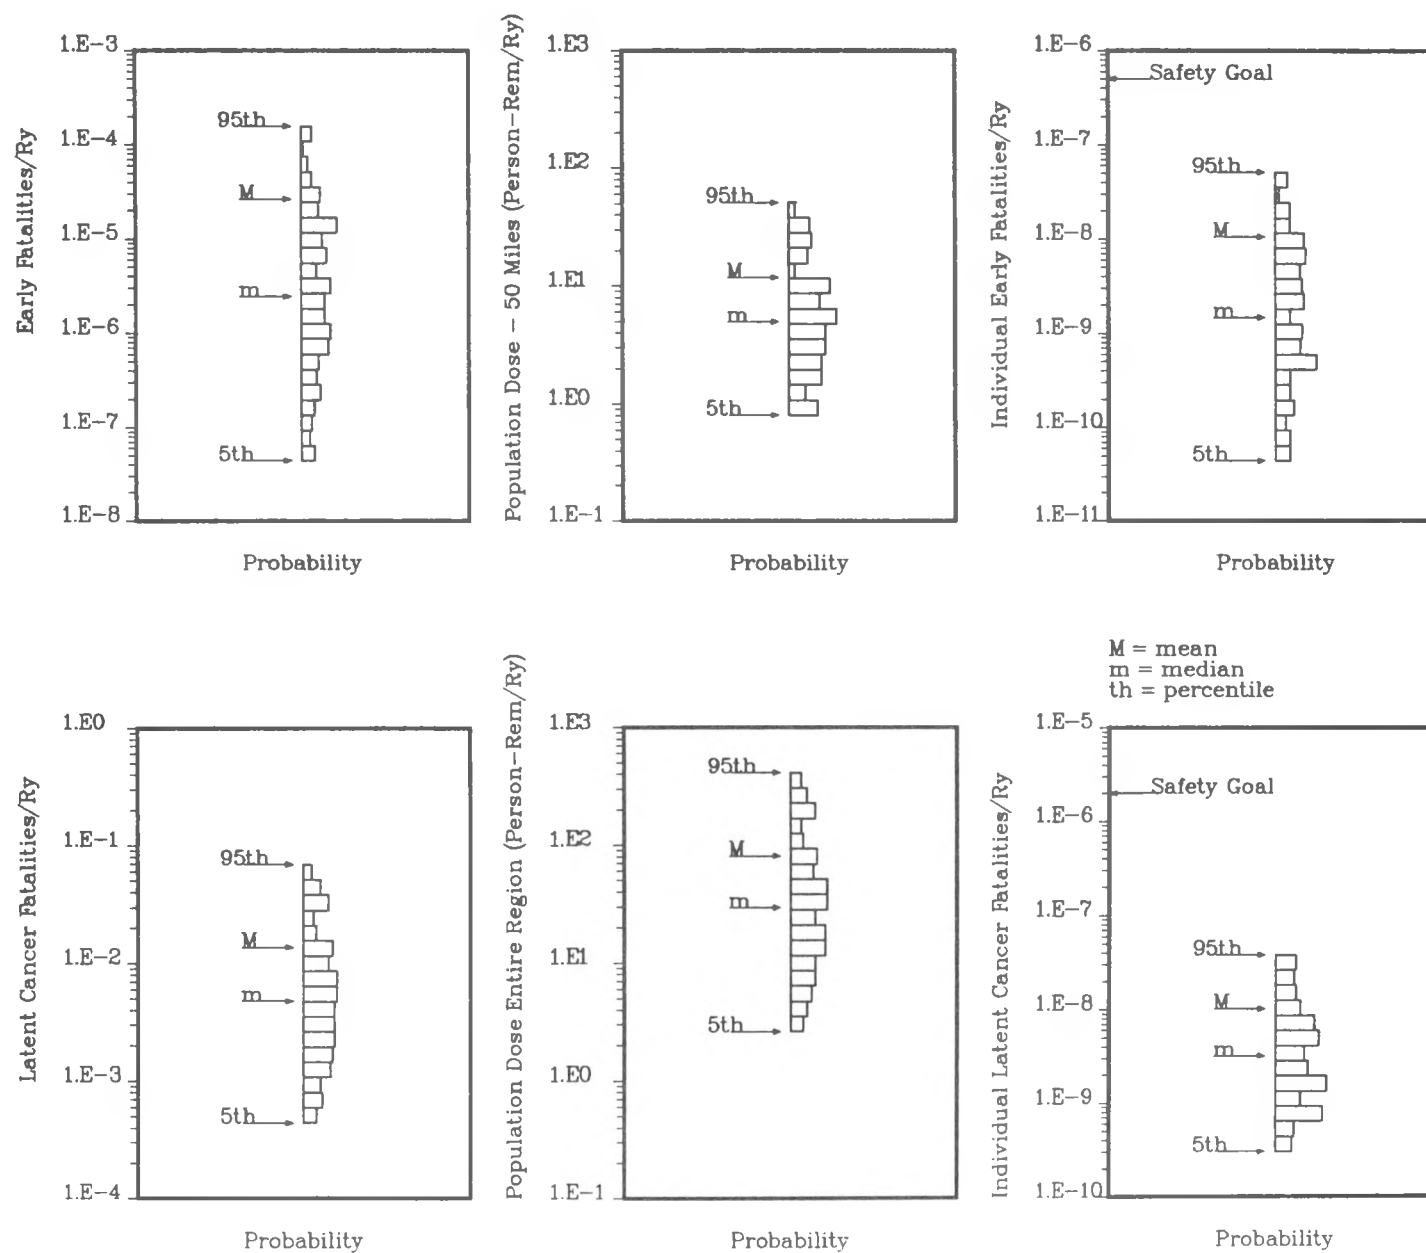 Early Fatalities/Ry
1.E-3
1.E-4
1.E-5
1.E-6
1.E-7
1.E-8
95th
M
m
5th
Probability
Population Dose - 50 Miles (Person-Rem/Ry)
1.E3
1.E2
1.E1
1.E0
1.E-1
95th
M
m
5th
Probability
Individual Early Fatalities/Ry
1.E-6
1.E-7
1.E-8
1.E-9
1.E-10
1.E-11
Safety Goal
95th
M
m
5th
Probability
M = mean
m = median
th = percentile
Latent Cancer Fatalities/Ry
1.E0
1.E-1
1.E-2
1.E-3
1.E-4
95th
M
m
5th
Probability
Population Dose Entire Region (Person-Rem/Ry)
1.E3
1.E2
1.E1
1.E0
1.E-1
95th
M
m
5th
Probability
Individual Latent Cancer Fatalities/Ry
1.E-5
1.E-6
1.E-7
1.E-8
1.E-9
1.E-10
Safety Goal
95th
M
m
5th
Probability